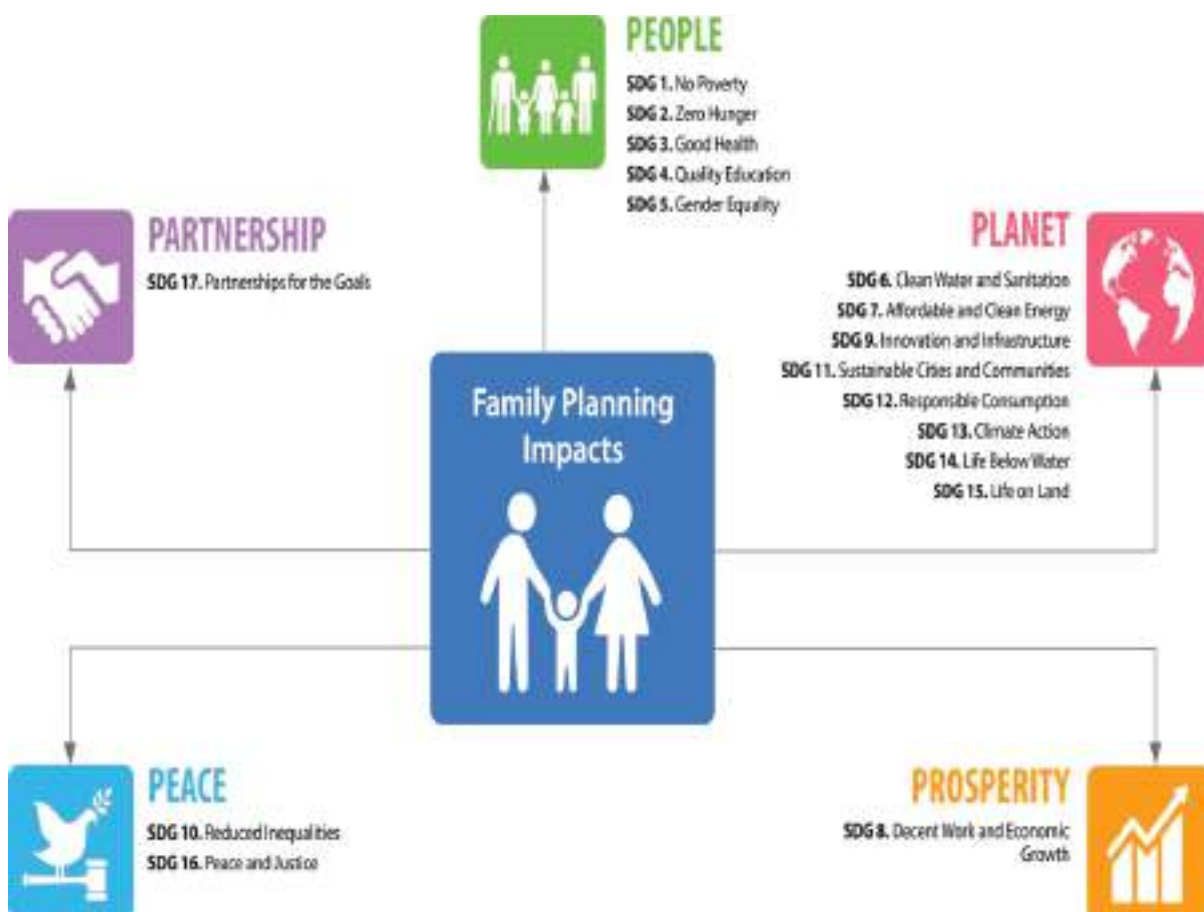 PEOPLE
SDG 1. No Poverty
SDG 2. Zero Hunger
SDG 3. Good Health
SDG 4. Quality Education
SDG 5. Gender Equality
PARTNERSHIP
SDG 17. Partnerships for the Goals
PLANET
SDG 6. Clean Water and Sanitation
SDG 7. Affordable and Clean Energy
SDG 9. Innovation and Infrastructure
SDG 11. Sustainable Cities and Communities
SDG 12. Responsible Consumption
SDG 13. Climate Action
SDG 14. Life Below Water
SDG 15. Life on Land
Family Planning
Impacts
PEACE
SDG 10. Reduced Inequalities
SDG 16. Peace and Justice
PROSPERITY
SDG 8. Decent Work and Economic
Growth